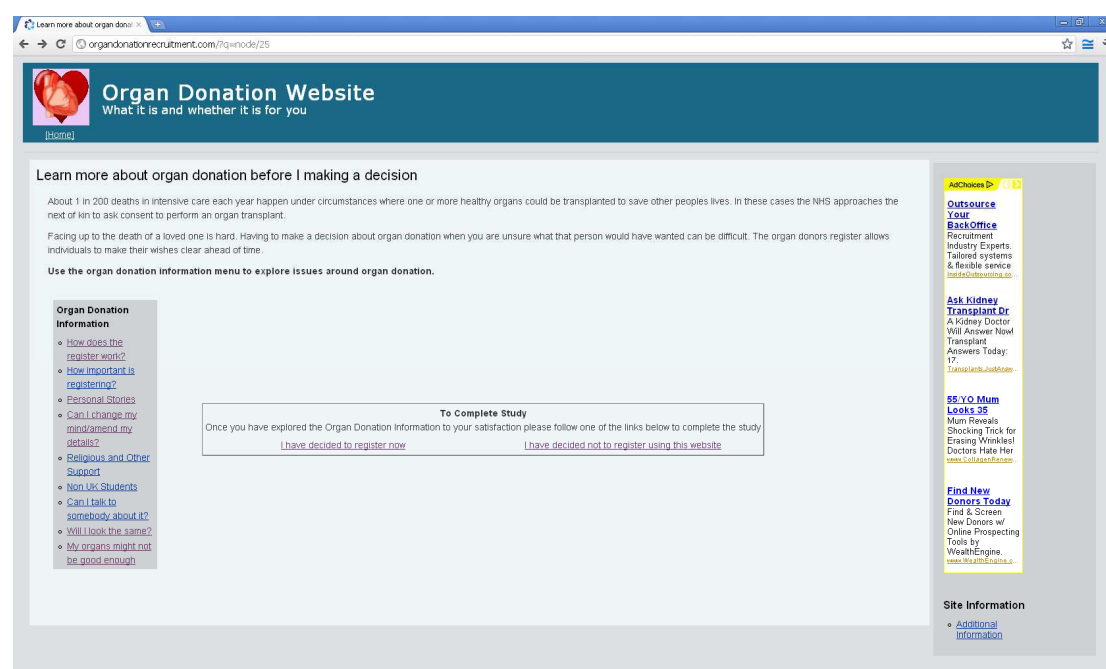 Learn more about organ donat
organdonationrecruitment.com/?q=node/25
Organ Donation Website
What it is and whether it is for you
[Home]
Learn more about organ donation before I making a decision
About 1 in 200 deaths in intensive care each year happen under circumstances where one or more healthy organs could be transplanted to save other peoples lives. In these cases the NHS approaches the
next of kin to ask consent to perform an organ transplant.
Facing up to the death of a loved one is hard. Having to make a decision about organ donation when you are unsure what that person would have wanted can be difficult. The organ donors register allows
individuals to make their wishes clear ahead of time.
Use the organ donation information menu to explore issues around organ donation.
Organ Donation
Information
How does the
register work?
How important is
registering?
Personal Stories
Can I change my
mind/amend my
details?
Religious and Other
Support
Non UK Students
Can I talk to
somebody about it?
Will I look the same?
My organs might not
be good enough
To Complete Study
Once you have explored the Organ Donation Information to your satisfaction please follow one of the links below to complete the study
I have decided to register now
I have decided not to register using this website
AdChoices
Outsource
Your
BackOffice
Recruitment
Industry Experts.
Tailored systems
& flexible service
InsideOutsourcing.co...
Ask Kidney
Transplant Dr
A Kidney Doctor
Will Answer Now!
Transplant
Answers Today:
17.
Transplants.JustAnsw...
55/YO Mum
Looks 35
Mum Reveals
Shocking Trick for
Erasing Wrinkles!
Doctors Hate Her
www.CollagenRenew...
Find New
Donors Today
Find & Screen
New Donors w/
Online Prospecting
Tools by
WealthEngine.
www.WealthEngine.c...
Site Information
Additional
Information